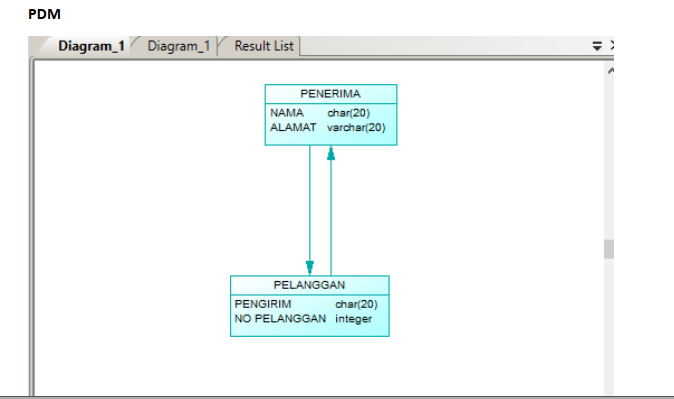 PDM
Diagram_1 Diagram_1 Result List
PENERIMA
NAMA char(20)
ALAMAT varchar(20)
PELANGGAN
PENGIRIM char(20)
NO PELANGGAN integer